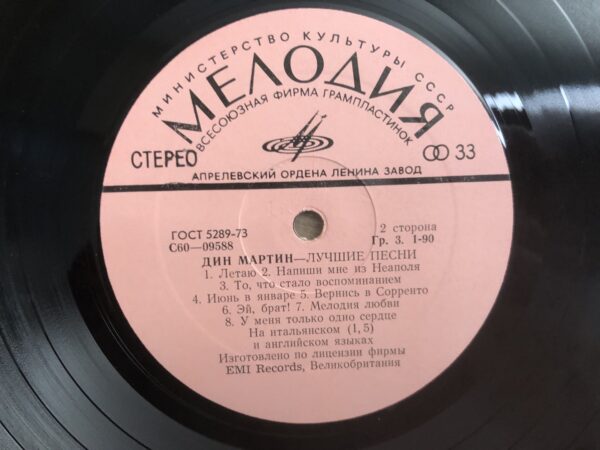 МИНИСТЕРСТВО КУЛЬТУРЫ СССР
МЕЛОДИЯ
ВСЕСОЮЗНАЯ ФИРМА ГРАМПЛАСТИНОК
СТЕРЕО
33
АПРЕЛЕВСКИЙ ОРДЕНА ЛЕНИНА ЗАВОД
ГОСТ 5289-73
2 сторона
С60—09588
Гр. 3. 1-90
ДИН МАРТИН—ЛУЧШИЕ ПЕСНИ
1. Летаю 2. Напиши мне из Неаполя
3. То, что стало воспоминанием
4. Июнь в январе 5. Вернись в Сорренто
6. Эй, брат! 7. Мелодия любви
8. У меня только одно сердце
На итальянском (1, 5)
и английском языках
Изготовлено по лицензии фирмы
EMI Records, Великобритания